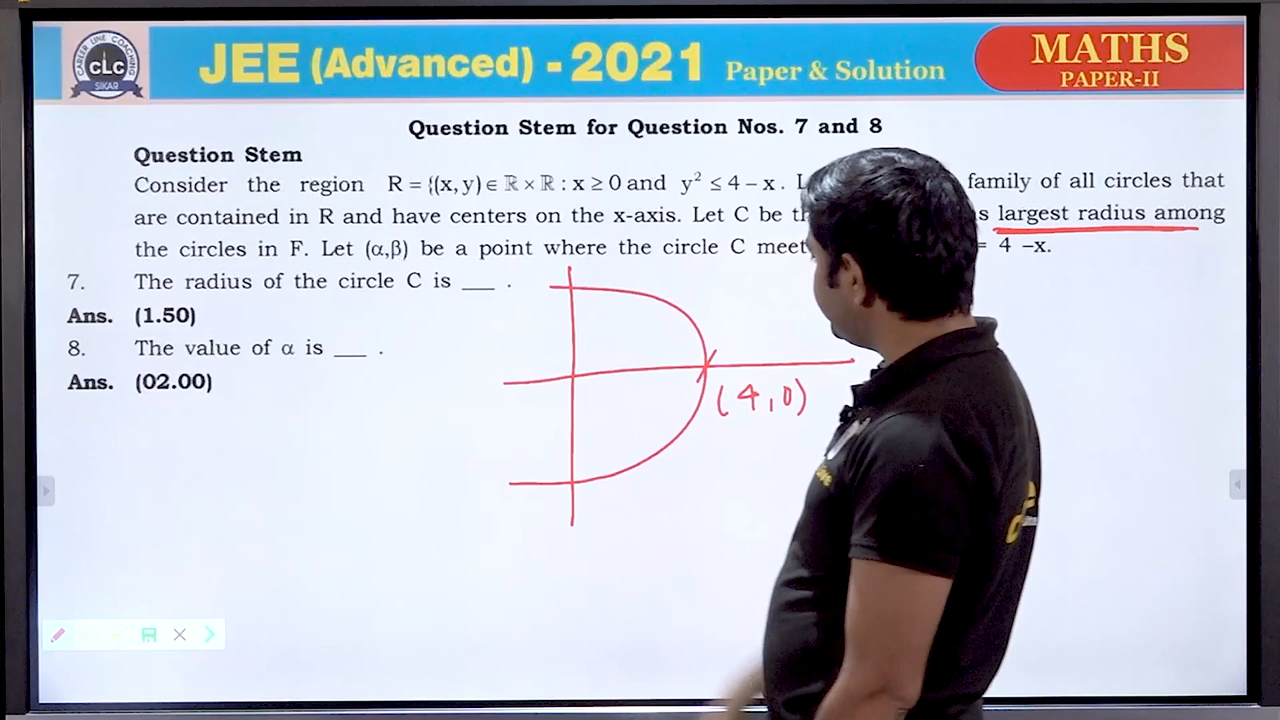 CAREER LINE COACHING
CLC
SIKAR
JEE (Advanced) - 2021 Paper & Solution
MATHS
PAPER-II
Question Stem for Question Nos. 7 and 8
Question Stem
Consider the region R = {(x, y) ∈ ℝ × ℝ : x ≥ 0 and y² ≤ 4 – x. family of all circles that
are contained in R and have centers on the x-axis. Let C be largest radius among
the circles in F. Let (α,β) be a point where the circle C meet = 4 –x.
7. The radius of the circle C is ___ .
Ans. (1.50)
8. The value of α is ___ .
Ans. (02.00)
(4,0)